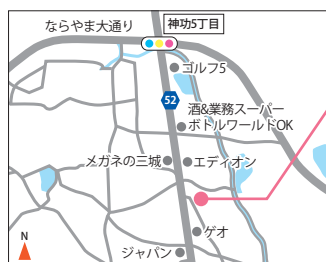 ならやま大通り
神功5丁目
ゴルフ5
52
酒&業務スーパー
ボトルワールドOK
メガネの三城
エディオン
ゲオ
ジャパン
N